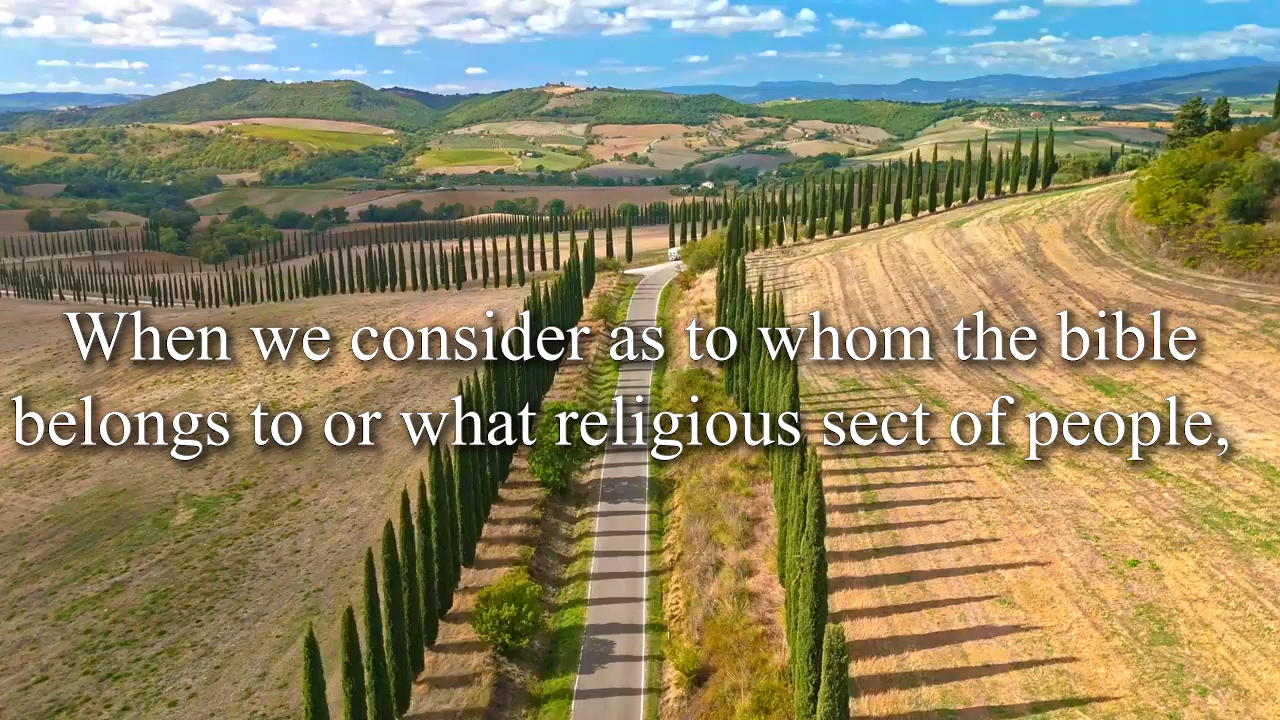 When we consider as to whom the bible
belongs to or what religious sect of people,